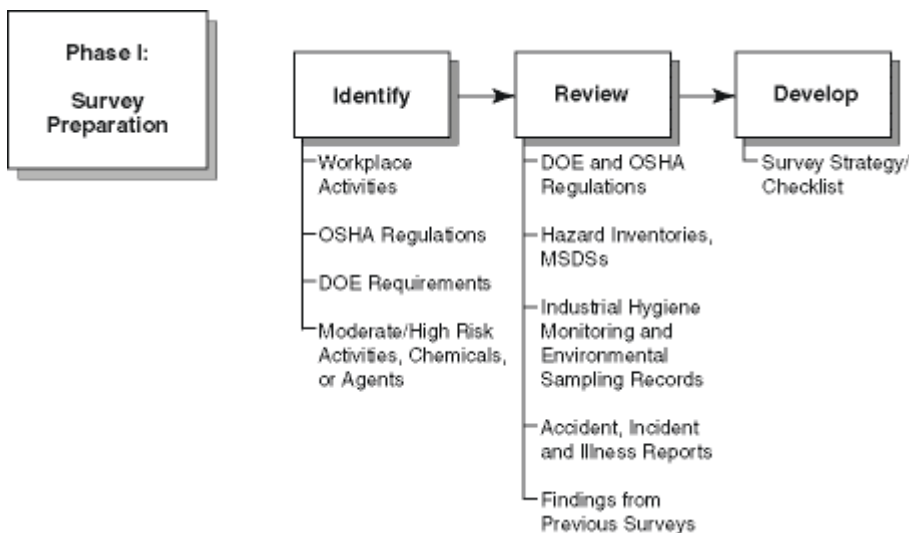 Phase I:
Survey
Preparation
Identify
Workplace
Activities
OSHA Regulations
DOE Requirements
Moderate/High Risk
Activities, Chemicals,
or Agents
Review
DOE and OSHA
Regulations
Hazard Inventories,
MSDSs
Industrial Hygiene
Monitoring and
Environmental
Sampling Records
Accident, Incident
and Illness Reports
Findings from
Previous Surveys
Develop
Survey Strategy/
Checklist